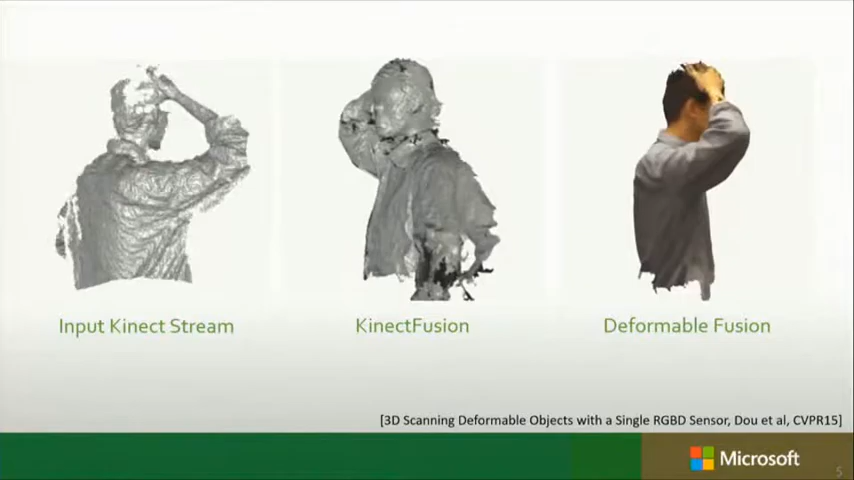 Input Kinect Stream
KinectFusion
Deformable Fusion
[3D Scanning Deformable Objects with a Single RGBD Sensor, Dou et al, CVPR15]
Microsoft
5